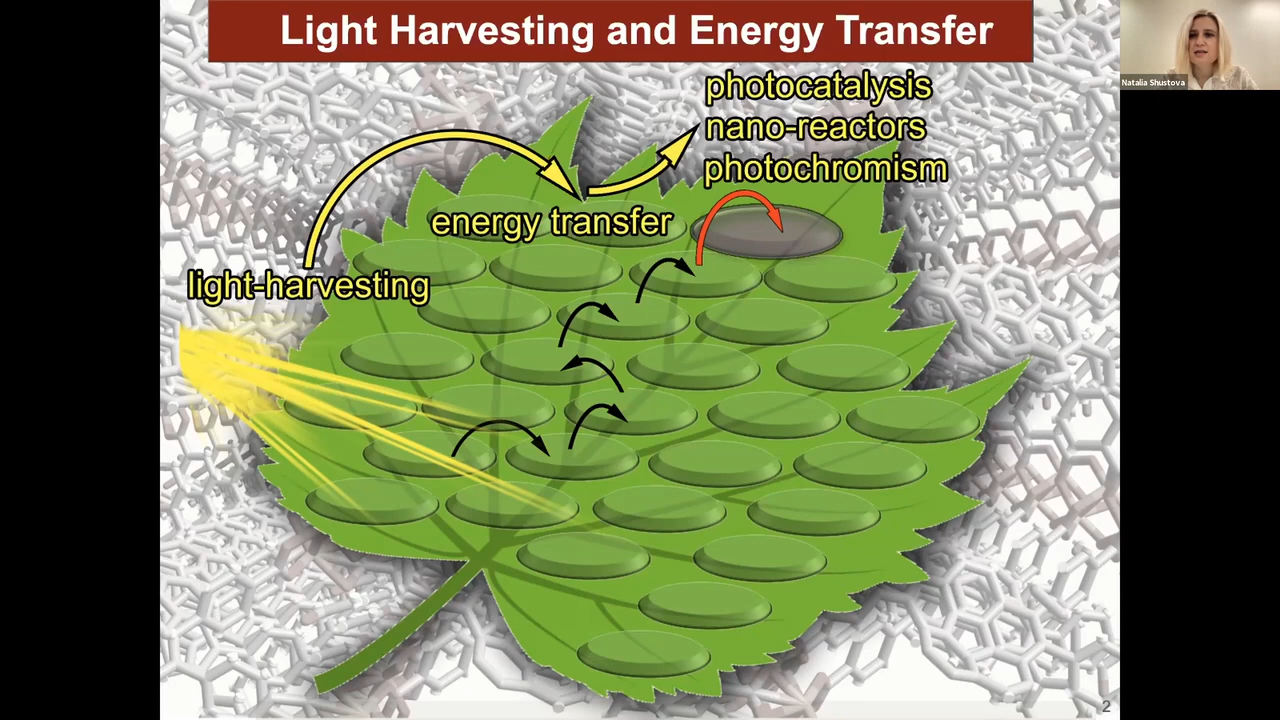 Light Harvesting and Energy Transfer
Natalia Shustova
photocatalysis
nano-reactors
photochromism
energy transfer
light-harvesting
2